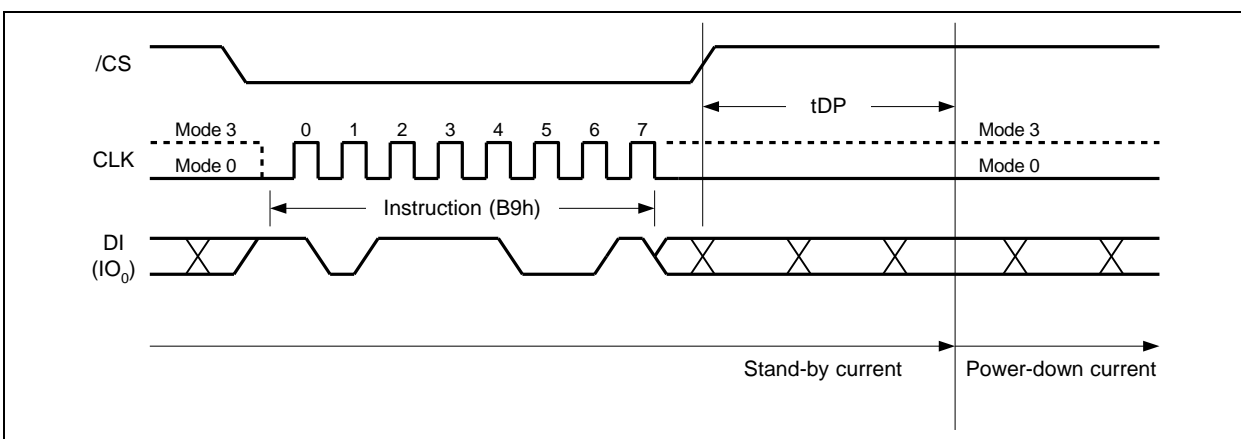 /CS
tDP
Mode 3 0 1 2 3 4 5 6 7 Mode 3
CLK
Mode 0 Mode 0
Instruction (B9h)
DI
(IO0)
Stand-by current Power-down current